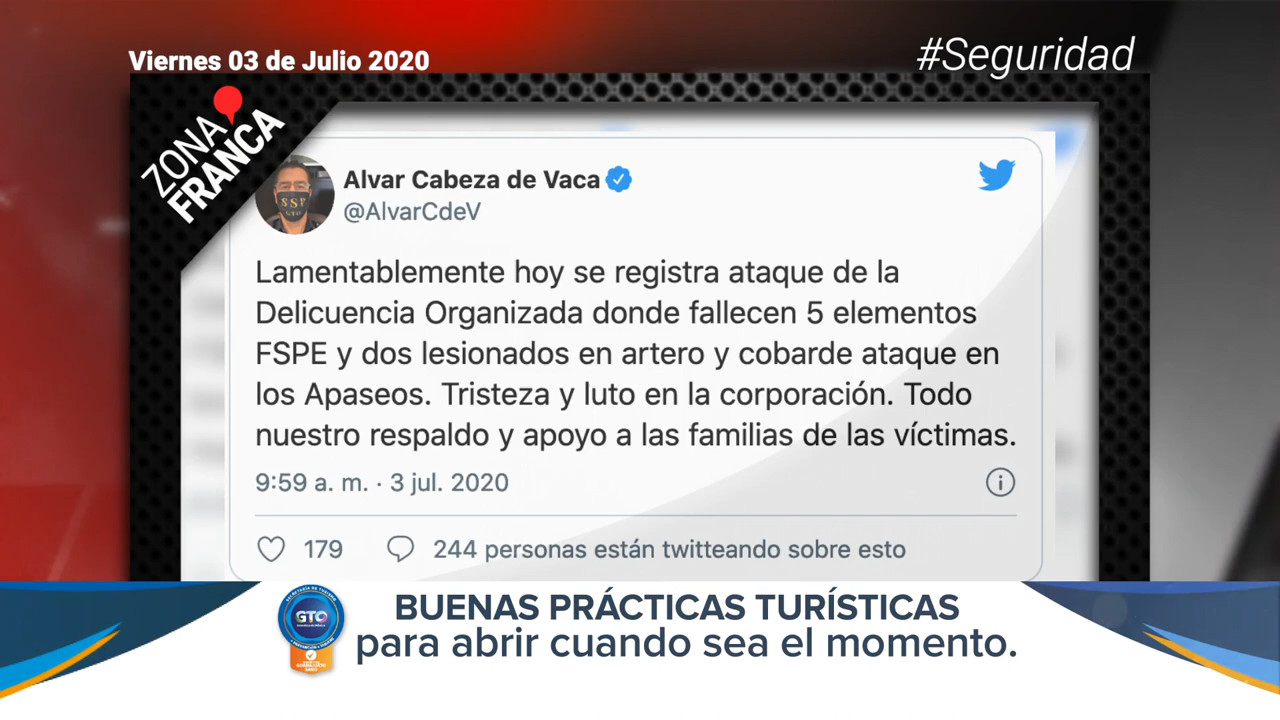 Viernes 03 de Julio 2020
#Seguridad
ZONA
FRANCA
Alvar Cabeza de Vaca
@AlvarCdeV
SSP
GTO
Lamentablemente hoy se registra ataque de la
Delicuencia Organizada donde fallecen 5 elementos
FSPE y dos lesionados en artero y cobarde ataque en
los Apaseos. Tristeza y luto en la corporación. Todo
nuestro respaldo y apoyo a las familias de las víctimas.
9:59 a. m. · 3 jul. 2020
179
244 personas están twitteando sobre esto
GTO
BUENAS PRÁCTICAS TURÍSTICAS
para abrir cuando sea el momento.